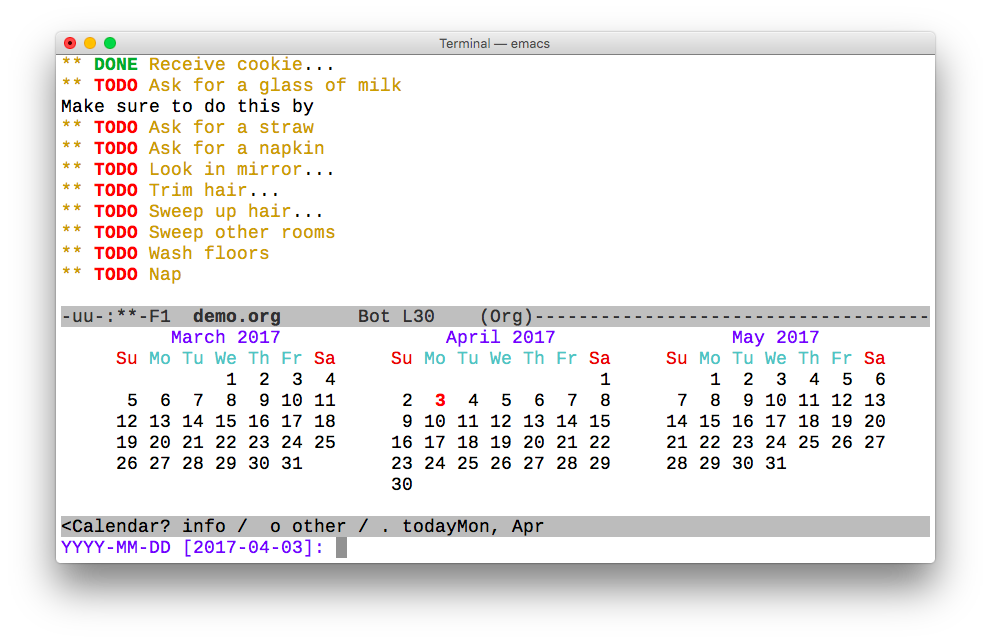 Terminal — emacs
** DONE Receive cookie...
** TODO Ask for a glass of milk
Make sure to do this by
** TODO Ask for a straw
** TODO Ask for a napkin
** TODO Look in mirror...
** TODO Trim hair...
** TODO Sweep up hair...
** TODO Sweep other rooms
** TODO Wash floors
** TODO Nap
-uu-:**-F1  demo.org       Bot L30    (Org)------------------------------------
          March 2017               April 2017                May 2017
     Su Mo Tu We Th Fr Sa     Su Mo Tu We Th Fr Sa     Su Mo Tu We Th Fr Sa
               1  2  3  4                        1         1  2  3  4  5  6
      5  6  7  8  9 10 11      2  3  4  5  6  7  8      7  8  9 10 11 12 13
     12 13 14 15 16 17 18      9 10 11 12 13 14 15     14 15 16 17 18 19 20
     19 20 21 22 23 24 25     16 17 18 19 20 21 22     21 22 23 24 25 26 27
     26 27 28 29 30 31        23 24 25 26 27 28 29     28 29 30 31
                              30
<Calendar? info /  o other / . todayMon, Apr
YYYY-MM-DD [2017-04-03]: